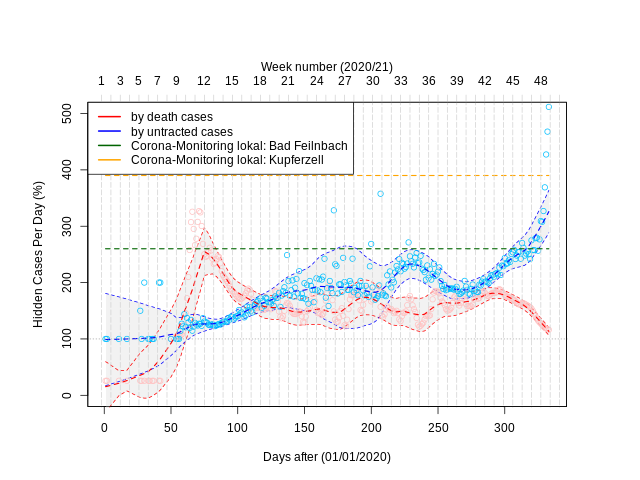 Week number (2020/21)
1 3 5 7 9 12 15 18 21 24 27 30 33 36 39 42 45 48
by death cases
by untracted cases
Corona-Monitoring lokal: Bad Feilnbach
Corona-Monitoring lokal: Kupferzell
Hidden Cases Per Day (%)
500
400
300
200
100
0
0 50 100 150 200 250 300
Days after (01/01/2020)